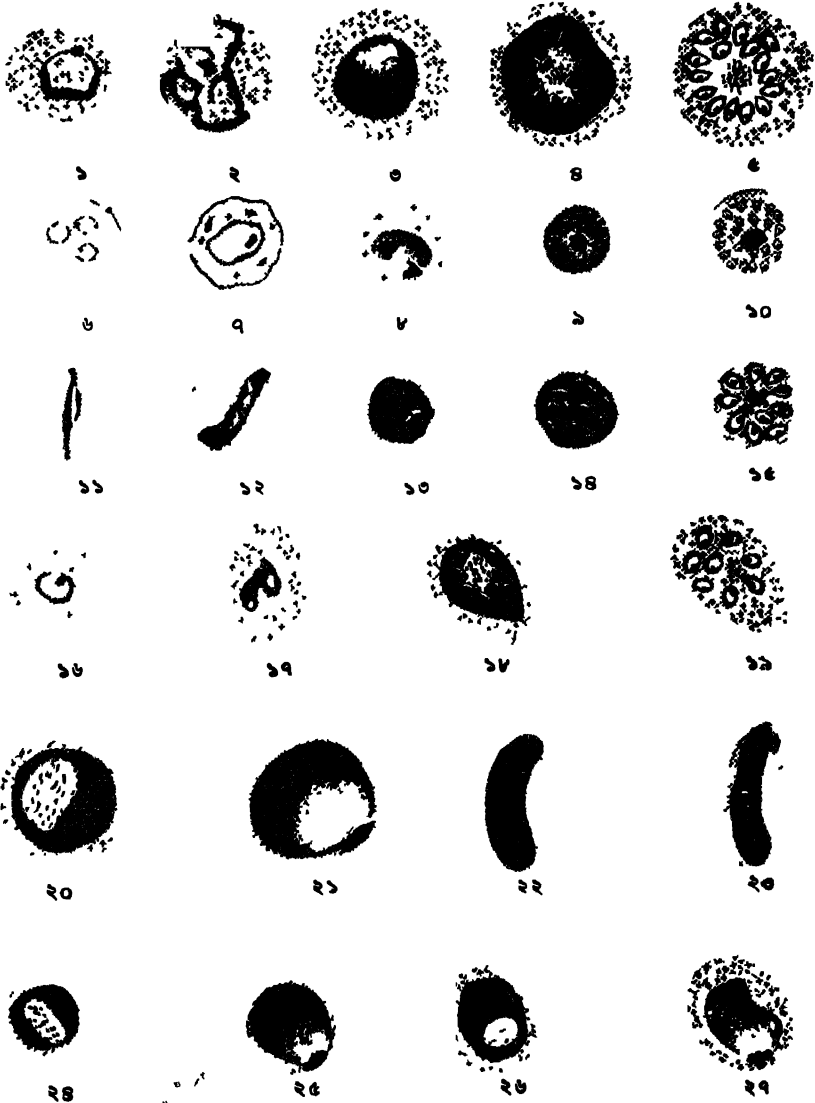 ১ ২ ৩ ৪ ৫
৬ ৭ ৮ ৯ ১০
১১ ১২ ১৩ ১৪ ১৫
১৬ ১৭ ১৮ ১৯
২০ ২১ ২২ ২৩
২৪ ২৫ ২৬ ২৭